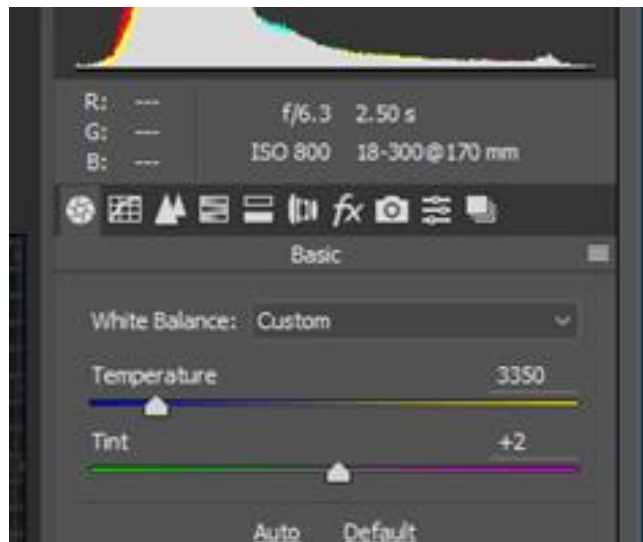 R: ---
G: ---
B: ---
f/6.3 2.50 s
ISO 800 18-300@170 mm
fx
Basic
White Balance: Custom
Temperature 3350
Tint +2
Auto Default